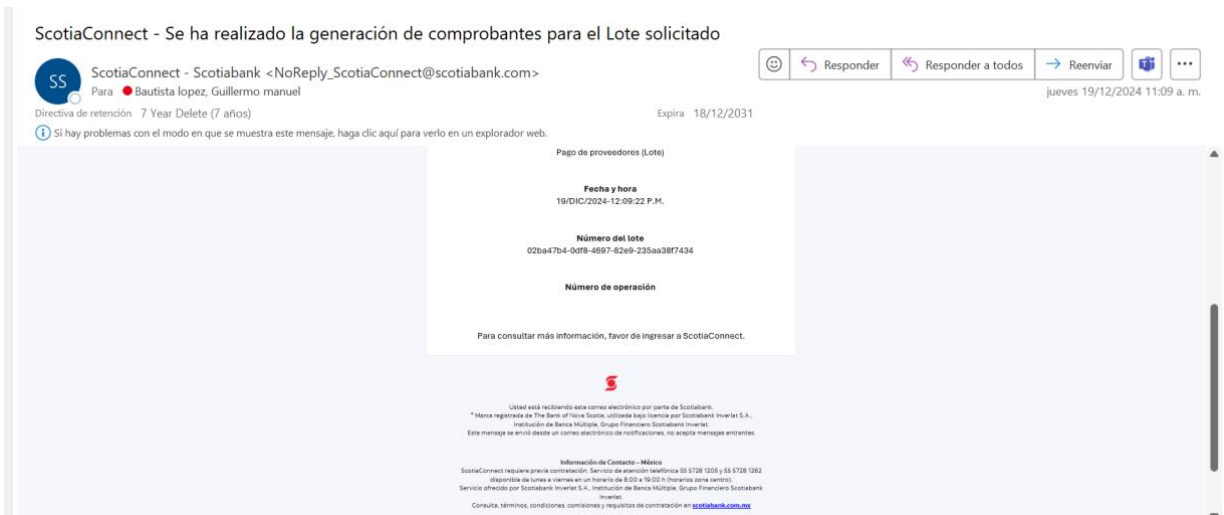 ScotiaConnect - Se ha realizado la generación de comprobantes para el Lote solicitado
SS
ScotiaConnect - Scotiabank <NoReply_ScotiaConnect@scotiabank.com>
Para Bautista lopez, Guillermo manuel
Responder
Responder a todos
Reenviar
jueves 19/12/2024 11:09 a. m.
Directiva de retención 7 Year Delete (7 años)
Expira 18/12/2031
Si hay problemas con el modo en que se muestra este mensaje, haga clic aquí para verlo en un explorador web.
Pago de proveedores (Lote)
Fecha y hora
19/DIC/2024-12:09:22 P.M.
Número del lote
02ba47b4-0df8-4697-82e9-235aa38f7434
Número de operación
Para consultar más información, favor de ingresar a ScotiaConnect.
Usted está recibiendo este correo electrónico por parte de Scotiabank.
* Marca registrada de The Bank of Nova Scotia, utilizada bajo licencia por Scotiabank Inverlat S.A.,
Institución de Banca Múltiple, Grupo Financiero Scotiabank Inverlat.
Este mensaje se envió desde un correo electrónico de notificaciones, no acepta mensajes entrantes.
Información de Contacto – México
ScotiaConnect requiere previa contratación. Servicio de atención telefónica 55 5728 1205 y 55 5728 1282
disponible de lunes a viernes en un horario de 8:00 a 19:00 h (horarios zona centro).
Servicio ofrecido por Scotiabank Inverlat S.A., Institución de Banca Múltiple, Grupo Financiero Scotiabank
Inverlat.
Consulta, términos, condiciones, comisiones y requisitos de contratación en scotiabank.com.mx